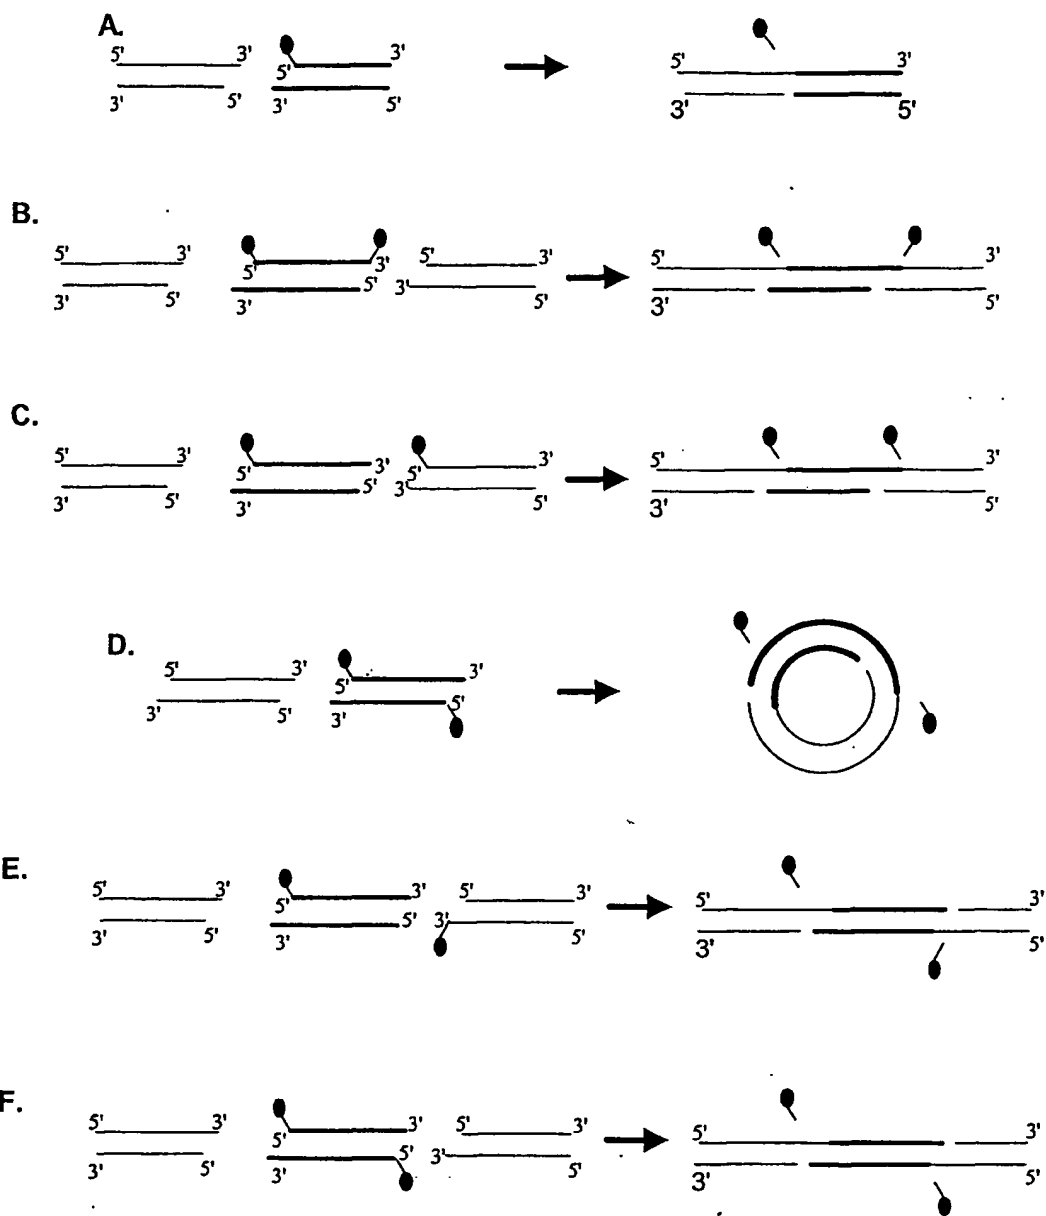 A.
5' 3' 3' 5' 3'
5'
3' 5' 3' 5' 3' 5'
B.
5' 3' 5' 3' 5' 3' 5' 3'
3' 5' 3' 5' 3' 5' 3' 5'
C.
5' 3' 5' 3' 5' 3' 5' 3'
3' 5' 3' 5' 3' 5' 3' 5'
D.
5' 3' 5' 3'
3' 5' 3' 5'
E.
5' 3' 5' 3' 5' 3' 5' 3'
3' 5' 3' 5' 3' 5' 3' 5'
F.
5' 3' 5' 3' 5' 3' 5' 3'
3' 5' 3' 5' 3' 5' 3' 5'